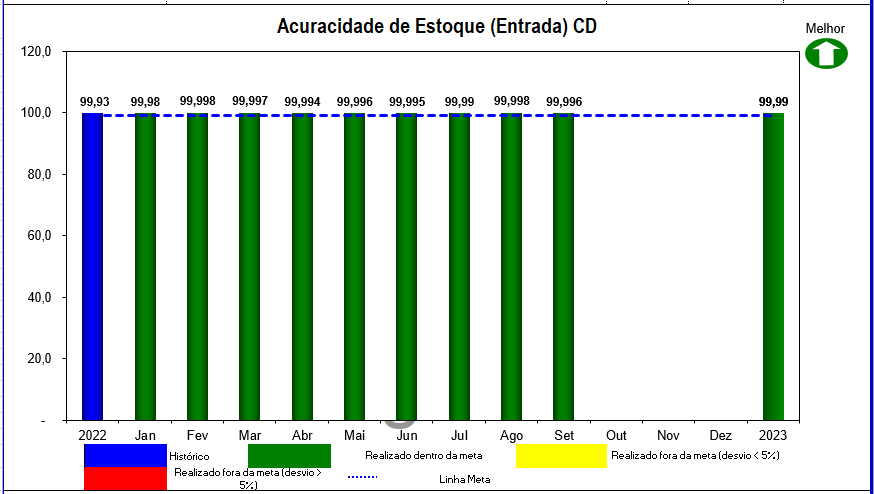 Acuracidade de Estoque (Entrada) CD
Melhor
120,0
99,93 99,98 99,998 99,997 99,994 99,996 99,995 99,99 99,998 99,996 99,99
100,0
80,0
60,0
40,0
20,0
-
2022 Jan Fev Mar Abr Mai Jun Jul Ago Set Out Nov Dez 2023
Histórico Realizado dentro da meta Realizado fora da meta (desvio < 5%)
Realizado fora da meta (desvio >
5%)
Linha Meta